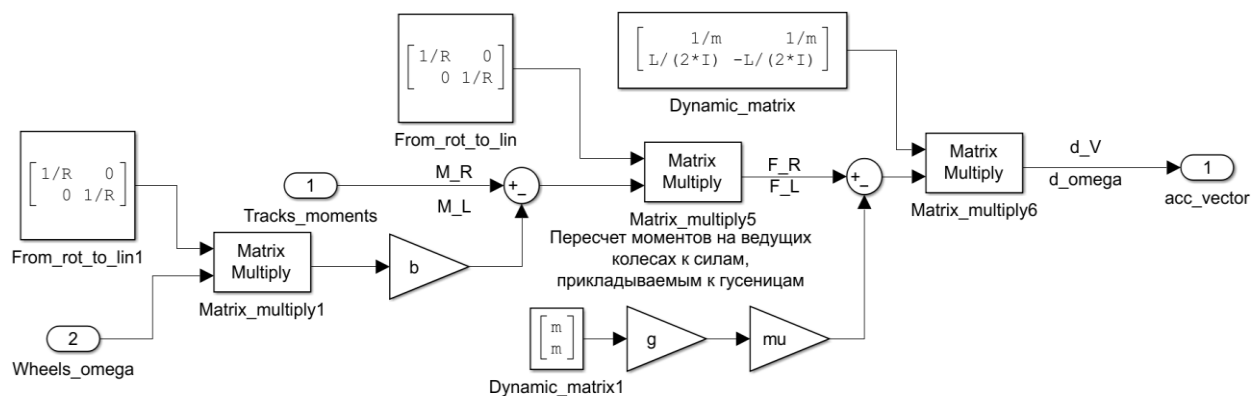 1/R 0
0 1/R
From_rot_to_lin
1/m 1/m
L/(2*I) -L/(2*I)
Dynamic_matrix
1/R 0
0 1/R
From_rot_to_lin1
1
Tracks_moments
M_R
M_L
+
-
Matrix
Multiply
Matrix_multiply5
Пересчет моментов на ведущих
колесах к силам,
прикладываемым к гусеницам
F_R
F_L
+
-
Matrix
Multiply
Matrix_multiply6
d_V
d_omega
1
acc_vector
Matrix
Multiply
Matrix_multiply1
b
2
Wheels_omega
m
m
Dynamic_matrix1
g
mu